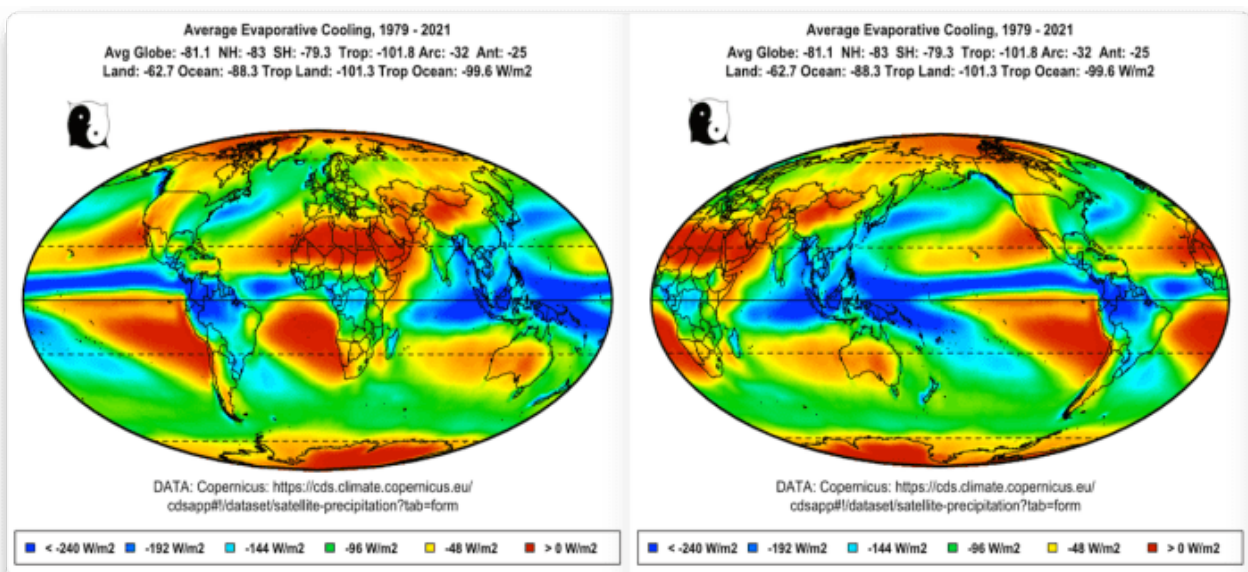 Average Evaporative Cooling, 1979 - 2021
Avg Globe: -81.1 NH: -83 SH: -79.3 Trop: -101.8 Arc: -32 Ant: -25
Land: -62.7 Ocean: -88.3 Trop Land: -101.3 Trop Ocean: -99.6 W/m2
DATA: Copernicus: https://cds.climate.copernicus.eu/
cdsapp#!/dataset/satellite-precipitation?tab=form
< -240 W/m2 -192 W/m2 -144 W/m2 -96 W/m2 -48 W/m2 > 0 W/m2
Average Evaporative Cooling, 1979 - 2021
Avg Globe: -81.1 NH: -83 SH: -79.3 Trop: -101.8 Arc: -32 Ant: -25
Land: -62.7 Ocean: -88.3 Trop Land: -101.3 Trop Ocean: -99.6 W/m2
DATA: Copernicus: https://cds.climate.copernicus.eu/
cdsapp#!/dataset/satellite-precipitation?tab=form
< -240 W/m2 -192 W/m2 -144 W/m2 -96 W/m2 -48 W/m2 > 0 W/m2